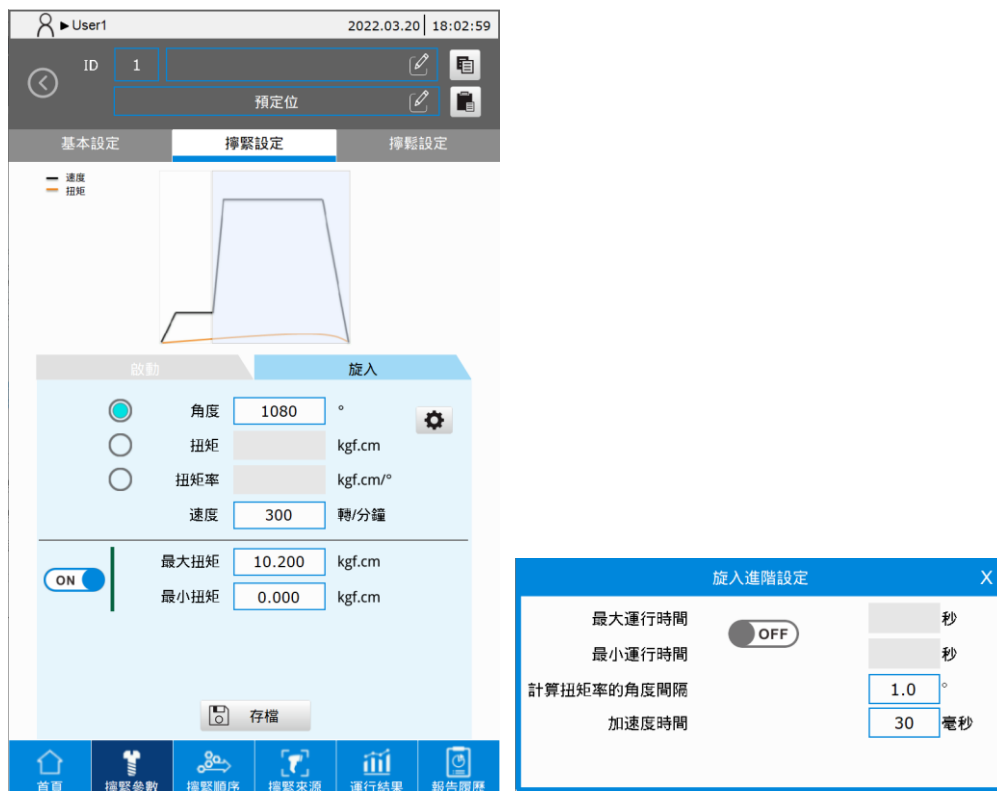 ►User1 2022.03.20 18:02:59
ID 1
預定位
基本設定 擰緊設定 擰鬆設定
速度
扭矩
啟動 旋入
角度 1080 °
扭矩 kgf.cm
扭矩率 kgf.cm/°
速度 300 轉/分鐘
ON
最大扭矩 10.200 kgf.cm
最小扭矩 0.000 kgf.cm
存檔
首頁 擰緊參數 擰緊順序 擰緊來源 運行結果 報告履歷
旋入進階設定 X
最大運行時間 秒
OFF
最小運行時間 秒
計算扭矩率的角度間隔 1.0 °
加速度時間 30 毫秒